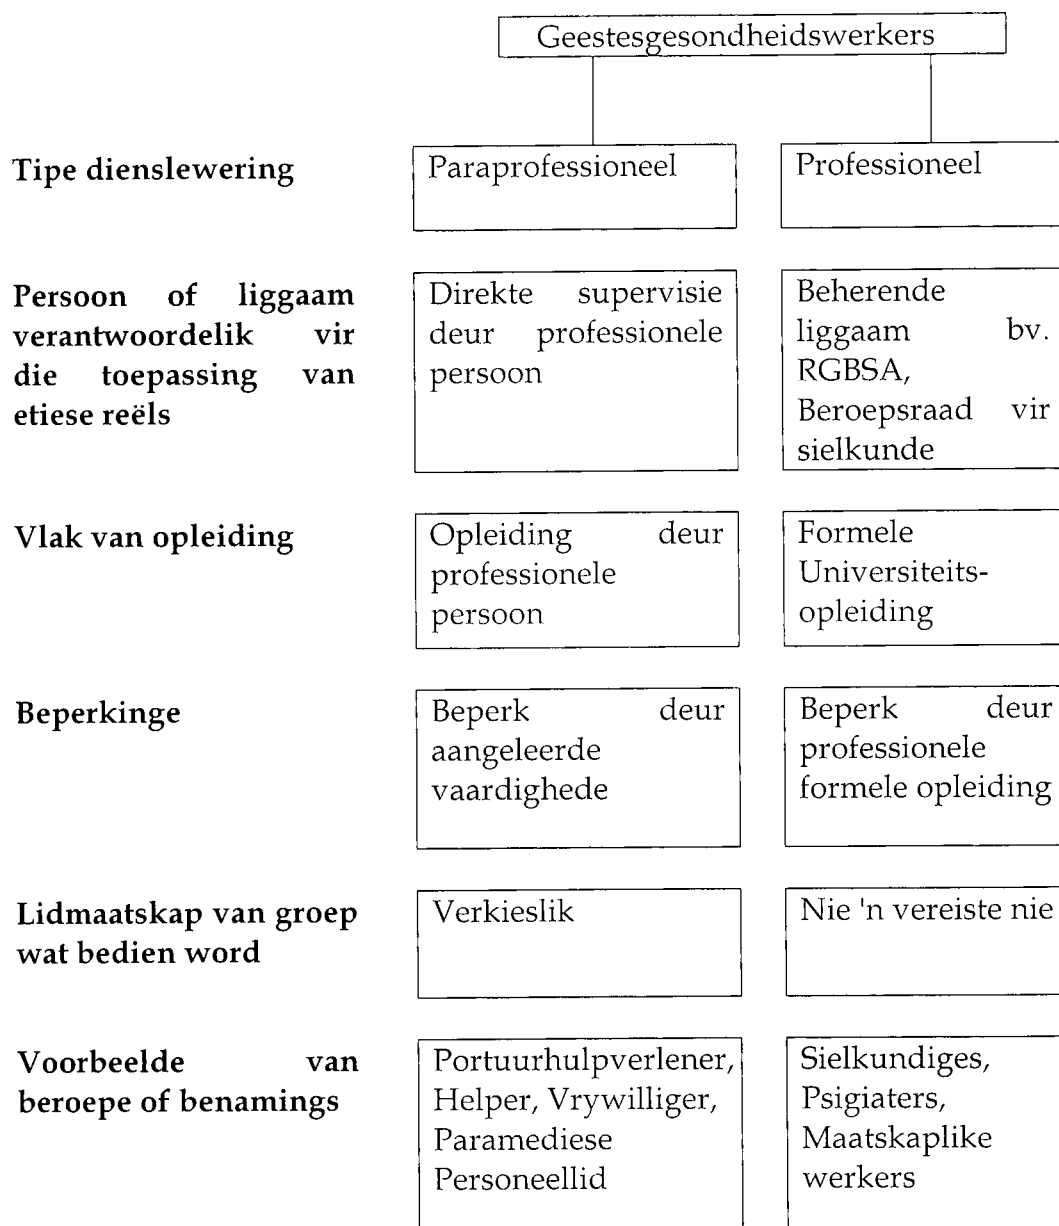 Geestesgesondheidswerkers
Tipe dienslewering
Paraprofessioneel
Professioneel
Persoon of liggaam
verantwoordelik vir
die toepassing van
etiese reëls
Direkte supervisie
deur professionele
persoon
Beherende
liggaam bv.
RGBSA,
Beroepsraad vir
sielkunde
Vlak van opleiding
Opleiding deur
professionele
persoon
Formele
Universiteits-
opleiding
Beperkinge
Beperk deur
aangeleerde
vaardighede
Beperk deur
professionele
formele opleiding
Lidmaatskap van groep
wat bedien word
Verkieslik
Nie 'n vereiste nie
Voorbeelde van
beroepe of benamings
Portuurhulpverlener,
Helper, Vrywilliger,
Paramediese
Personeellid
Sielkundiges,
Psigiaters,
Maatskaplike
werkers